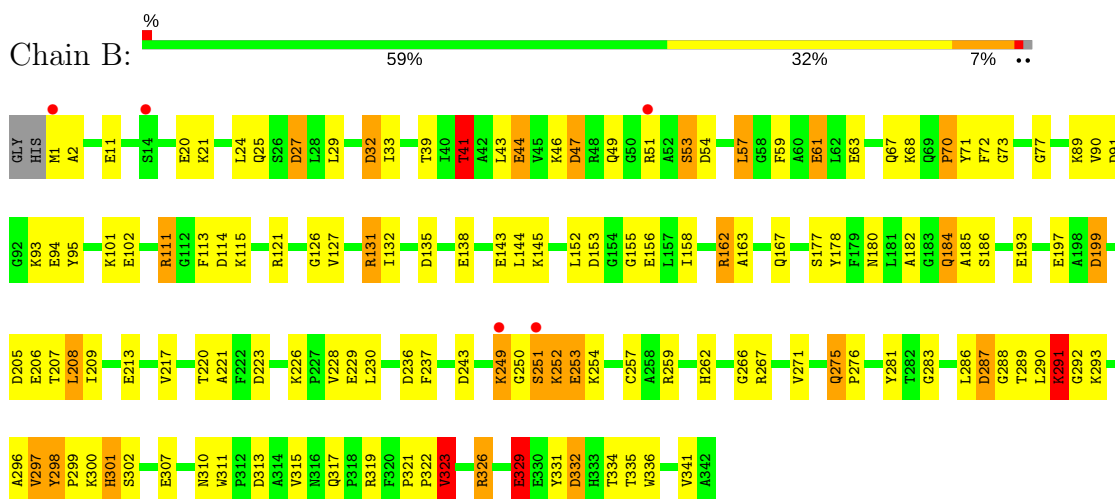 %
Chain B:
59% 32% 7% ••
GLY HIS M1 A2 E11 S14 E20 K21 L24 Q25 S26 D27 L28 L29 D32 I33 T39 I40 T41 A42 L43 E44 V45 K46 D47 R48 Q49 G50 R51 A52 S53 D54 L57 G58 F59 A60 E61 L62 E63 Q67 K68 Q69 P70 Y71 F72 G73 G77 K89 V90 D91
G92 K93 E94 Y95 K101 E102 R111 G112 F113 D114 K115 R121 G126 V127 R131 I132 D135 E138 E143 L144 K145 L152 D153 G154 G155 E156 L157 I158 R162 A163 Q167 S177 Y178 F179 N180 L181 A182 G183 Q184 A185 S186 E193 E197 A198 D199
D205 E206 T207 L208 I209 E213 V217 T220 A221 F222 D223 K226 P227 V228 E229 L230 D236 F237 D243 K249 G250 S251 K252 E253 K254 C257 A258 R259 H262 G266 R267 V271 Q275 P276 Y281 T282 G283 L286 D287 G288 T289 L290 K291 G292 K293
A296 V297 Y298 P299 K300 H301 S302 E307 N310 W311 P312 D313 A314 V315 N316 Q317 P318 R319 F320 P321 P322 V323 R326 E329 E330 Y331 D332 H333 T334 T335 W336 V341 A342